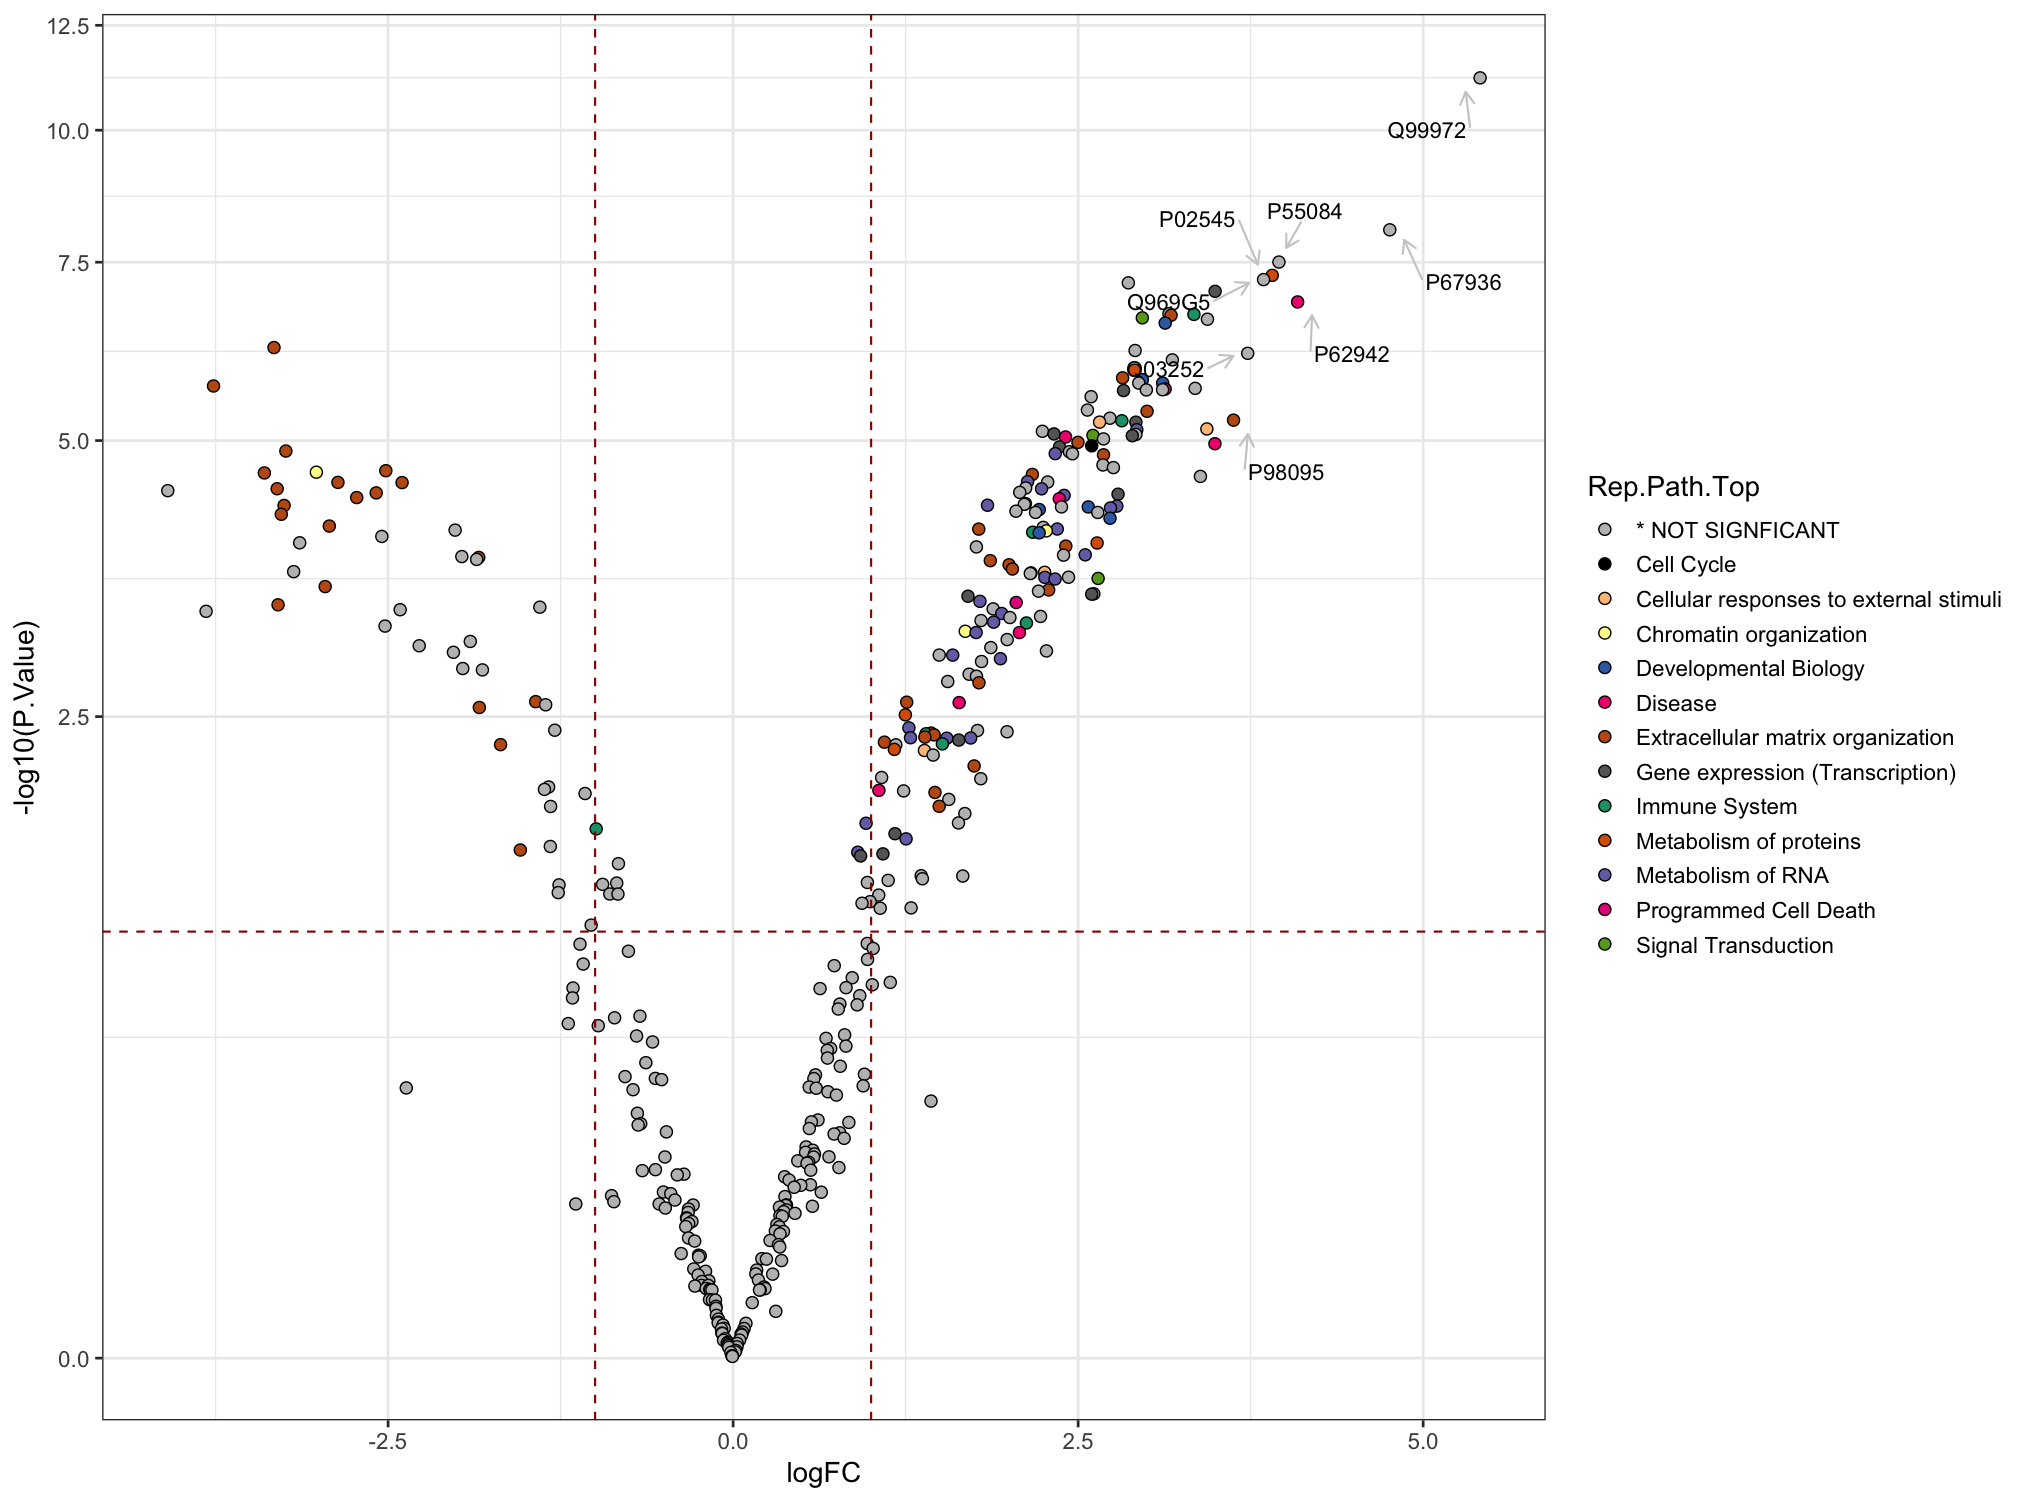 12.5
10.0
7.5
5.0
2.5
0.0
-log10(P.Value)
Q99972
P02545
P55084
P67936
Q969G5
P62942
03252
P98095
-2.5
0.0
2.5
5.0
logFC
Rep.Path.Top
* NOT SIGNFICANT
Cell Cycle
Cellular responses to external stimuli
Chromatin organization
Developmental Biology
Disease
Extracellular matrix organization
Gene expression (Transcription)
Immune System
Metabolism of proteins
Metabolism of RNA
Programmed Cell Death
Signal Transduction